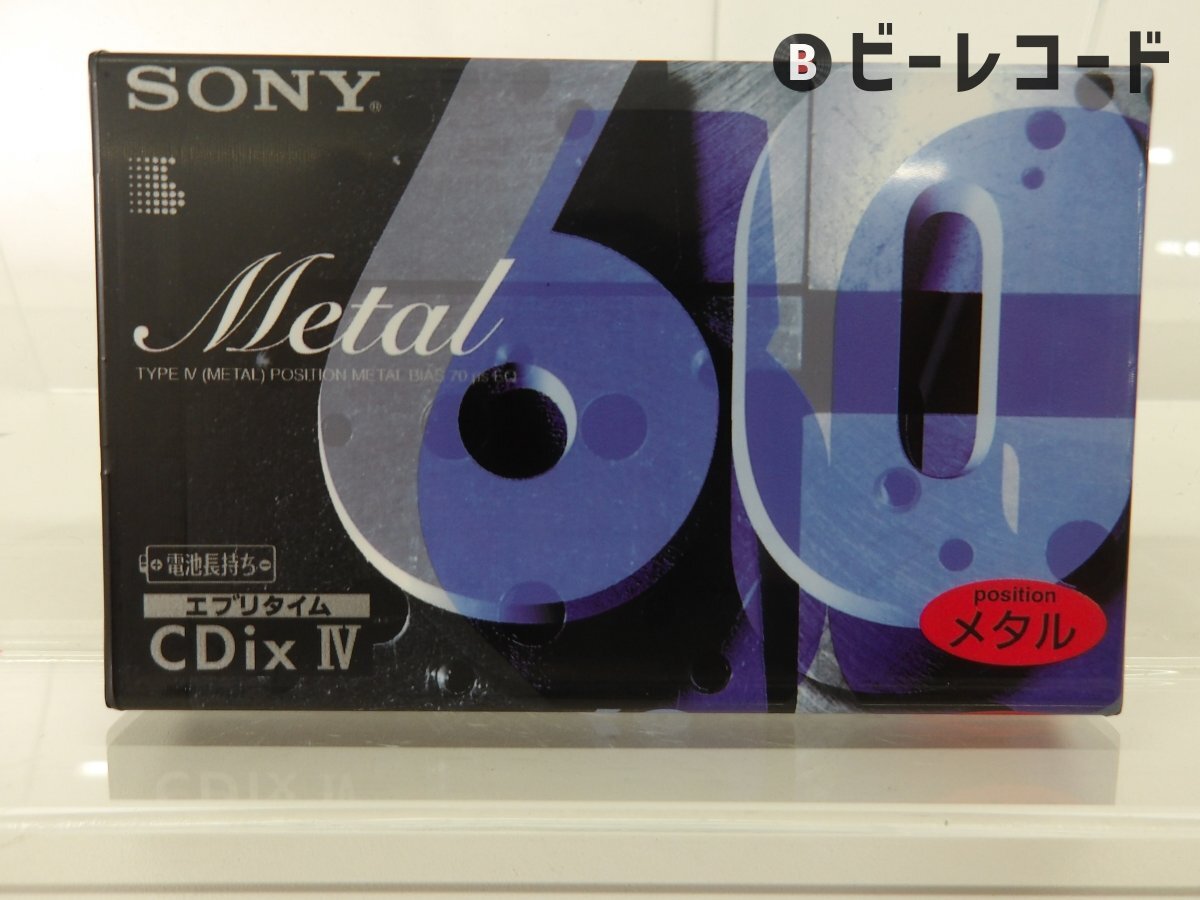 B ビーレコード
SONY®
Metal
TYPE IV (METAL) POSITION METAL BIAS 70 μs EQ
60
+ 電池長持ち -
エブリタイム
CDix IV
position
メタル